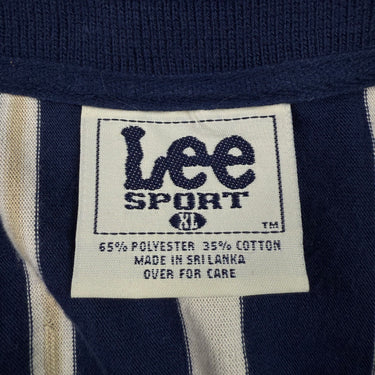 Lee
SPORT
XL
TM
65% POLYESTER 35% COTTON
MADE IN SRI LANKA
OVER FOR CARE